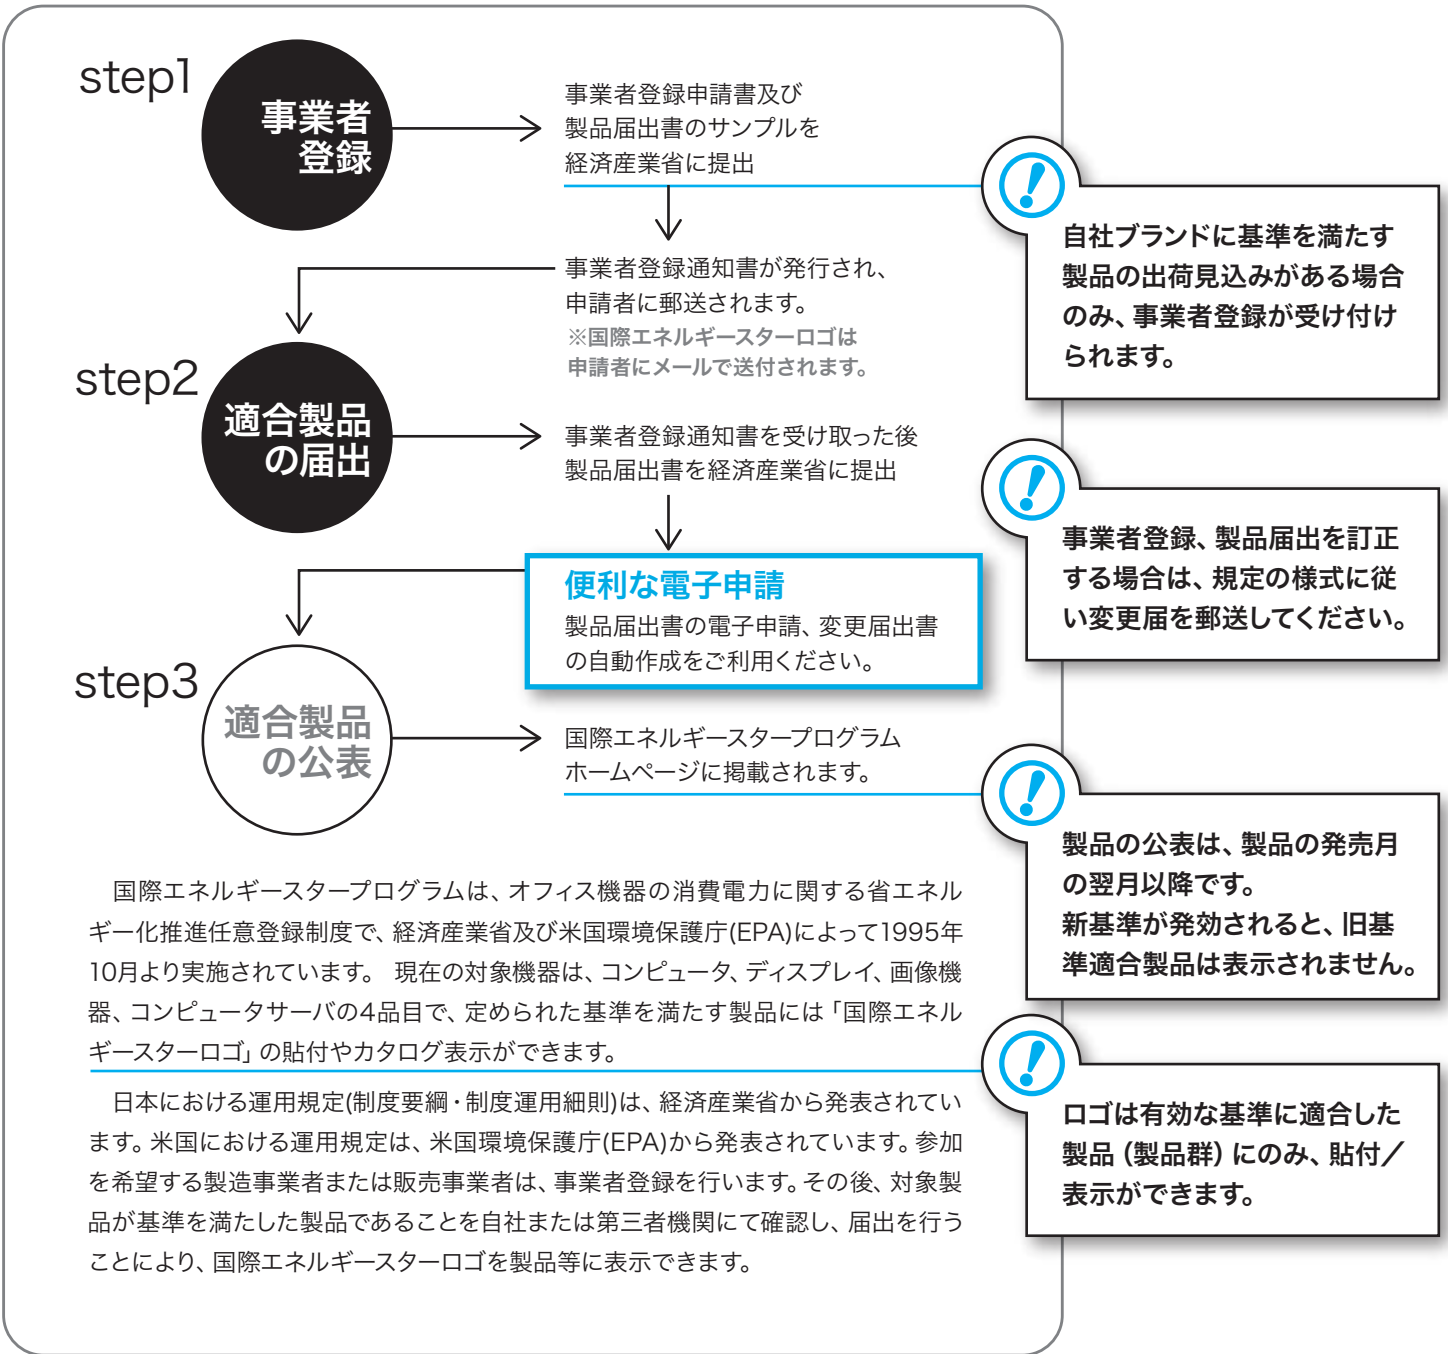 step1
事業者
登録
事業者登録申請書及び
製品届出書のサンプルを
経済産業省に提出
自社ブランドに基準を満たす
製品の出荷見込みがある場合
のみ、事業者登録が受け付け
られます。
事業者登録通知書が発行され、
申請者に郵送されます。
※国際エネルギースターロゴは
申請者にメールで送付されます。
step2
適合製品
の届出
事業者登録通知書を受け取った後
製品届出書を経済産業省に提出
事業者登録、製品届出を訂正
する場合は、規定の様式に従
い変更届を郵送してください。
便利な電子申請
製品届出書の電子申請、変更届出書
の自動作成をご利用ください。
step3
適合製品
の公表
国際エネルギースタープログラム
ホームページに掲載されます。
製品の公表は、製品の発売月
の翌月以降です。
新基準が発効されると、旧基
準適合製品は表示されません。
国際エネルギースタープログラムは、オフィス機器の消費電力に関する省エネル
ギー化推進任意登録制度で、経済産業省及び米国環境保護庁(EPA)によって1995年
10月より実施されています。 現在の対象機器は、コンピュータ、ディスプレイ、画像機
器、コンピュータサーバの4品目で、定められた基準を満たす製品には「国際エネル
ギースターロゴ」の貼付やカタログ表示ができます。
ロゴは有効な基準に適合した
製品（製品群）にのみ、貼付／
表示ができます。
日本における運用規定(制度要綱・制度運用細則)は、経済産業省から発表されてい
ます。米国における運用規定は、米国環境保護庁(EPA)から発表されています。参加
を希望する製造事業者または販売事業者は、事業者登録を行います。その後、対象製
品が基準を満たした製品であることを自社または第三者機関にて確認し、届出を行う
ことにより、国際エネルギースターロゴを製品等に表示できます。